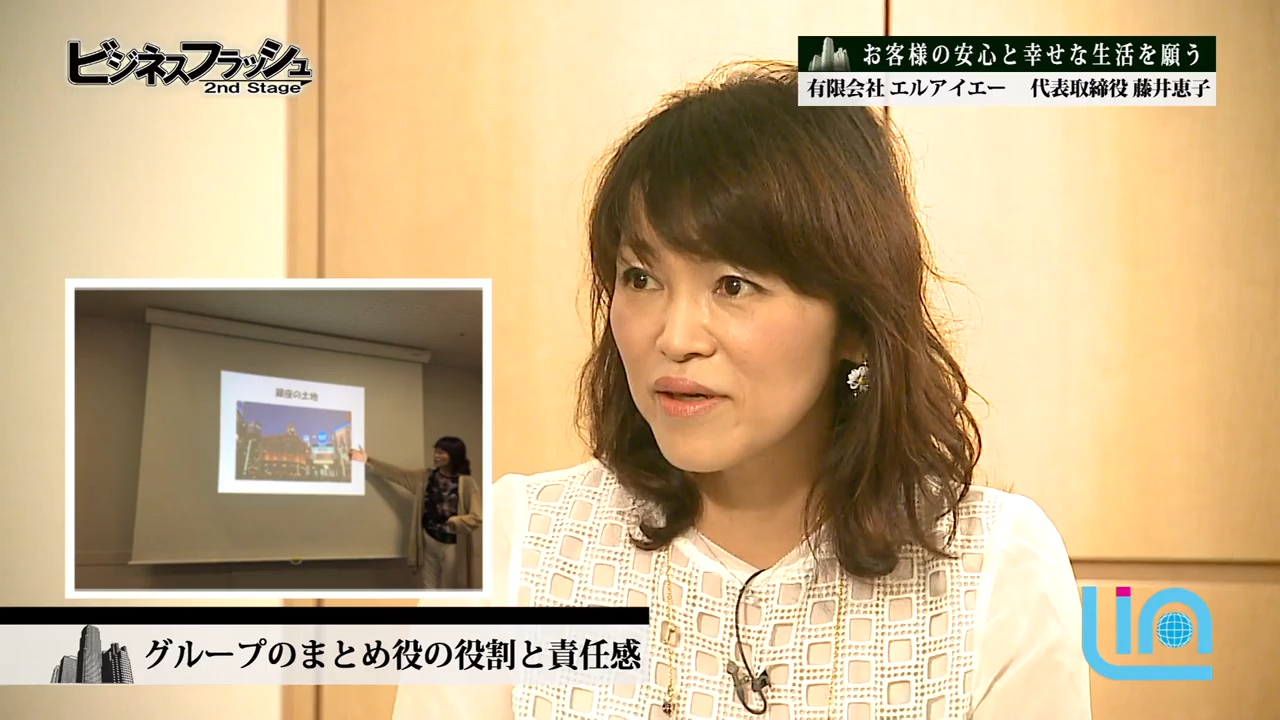 ビジネスフラッシュ
2nd Stage
お客様の安心と幸せな生活を願う
有限会社 エルアイエー 代表取締役 藤井恵子
銀座の土地
グループのまとめ役の役割と責任感
Lia